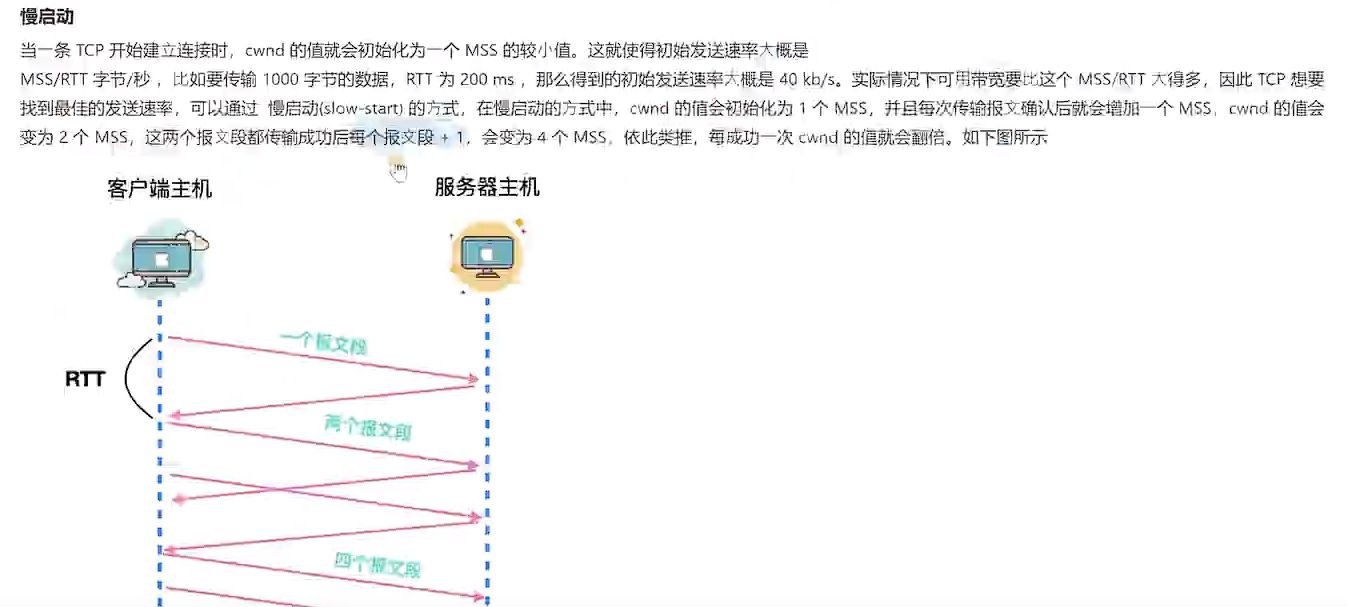 慢启动
当一条 TCP 开始建立连接时，cwnd 的值就会初始化为一个 MSS 的较小值。这就使得初始发送速率大概是
MSS/RTT 字节/秒 ，比如要传输 1000 字节的数据，RTT 为 200 ms ，那么得到的初始发送速率大概是 40 kb/s。实际情况下可用带宽要比这个 MSS/RTT 大得多，因此 TCP 想要
找到最佳的发送速率，可以通过 慢启动(slow-start) 的方式，在慢启动的方式中，cwnd 的值会初始化为 1 个 MSS，并且每次传输报文确认后就会增加一个 MSS，cwnd 的值会
变为 2 个 MSS，这两个报文段都传输成功后每个报文段 + 1，会变为 4 个 MSS，依此类推，每成功一次 cwnd 的值就会翻倍。如下图所示
客户端主机
服务器主机
一个报文段
RTT
两个报文段
四个报文段